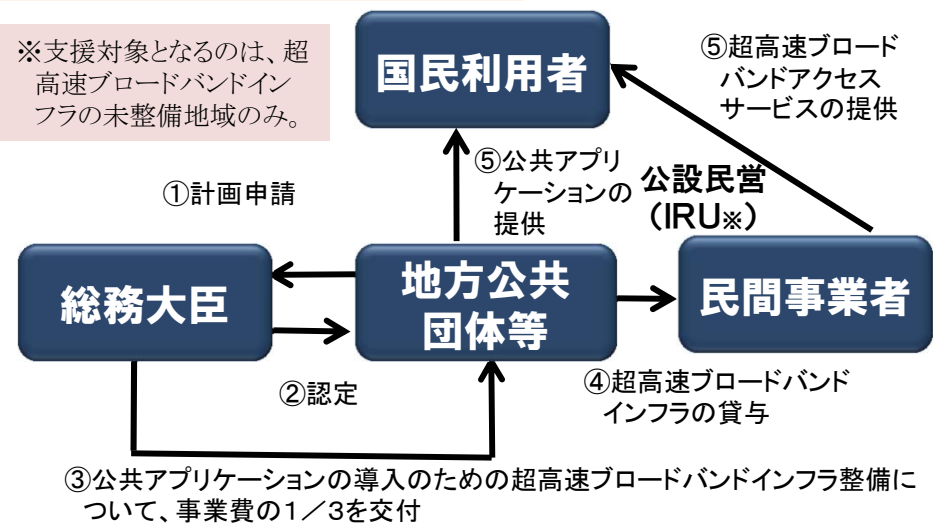 ※支援対象となるのは、超
高速ブロードバンドイン
フラの未整備地域のみ。
国民利用者
⑤超高速ブロード
バンドアクセス
サービスの提供
①計画申請
⑤公共アプリ
ケーションの
提供
公設民営
(IRU※)
総務大臣
地方公共
団体等
民間事業者
②認定
④超高速ブロードバンド
インフラの貸与
③公共アプリケーションの導入のための超高速ブロードバンドインフラ整備に
ついて、事業費の1/3を交付